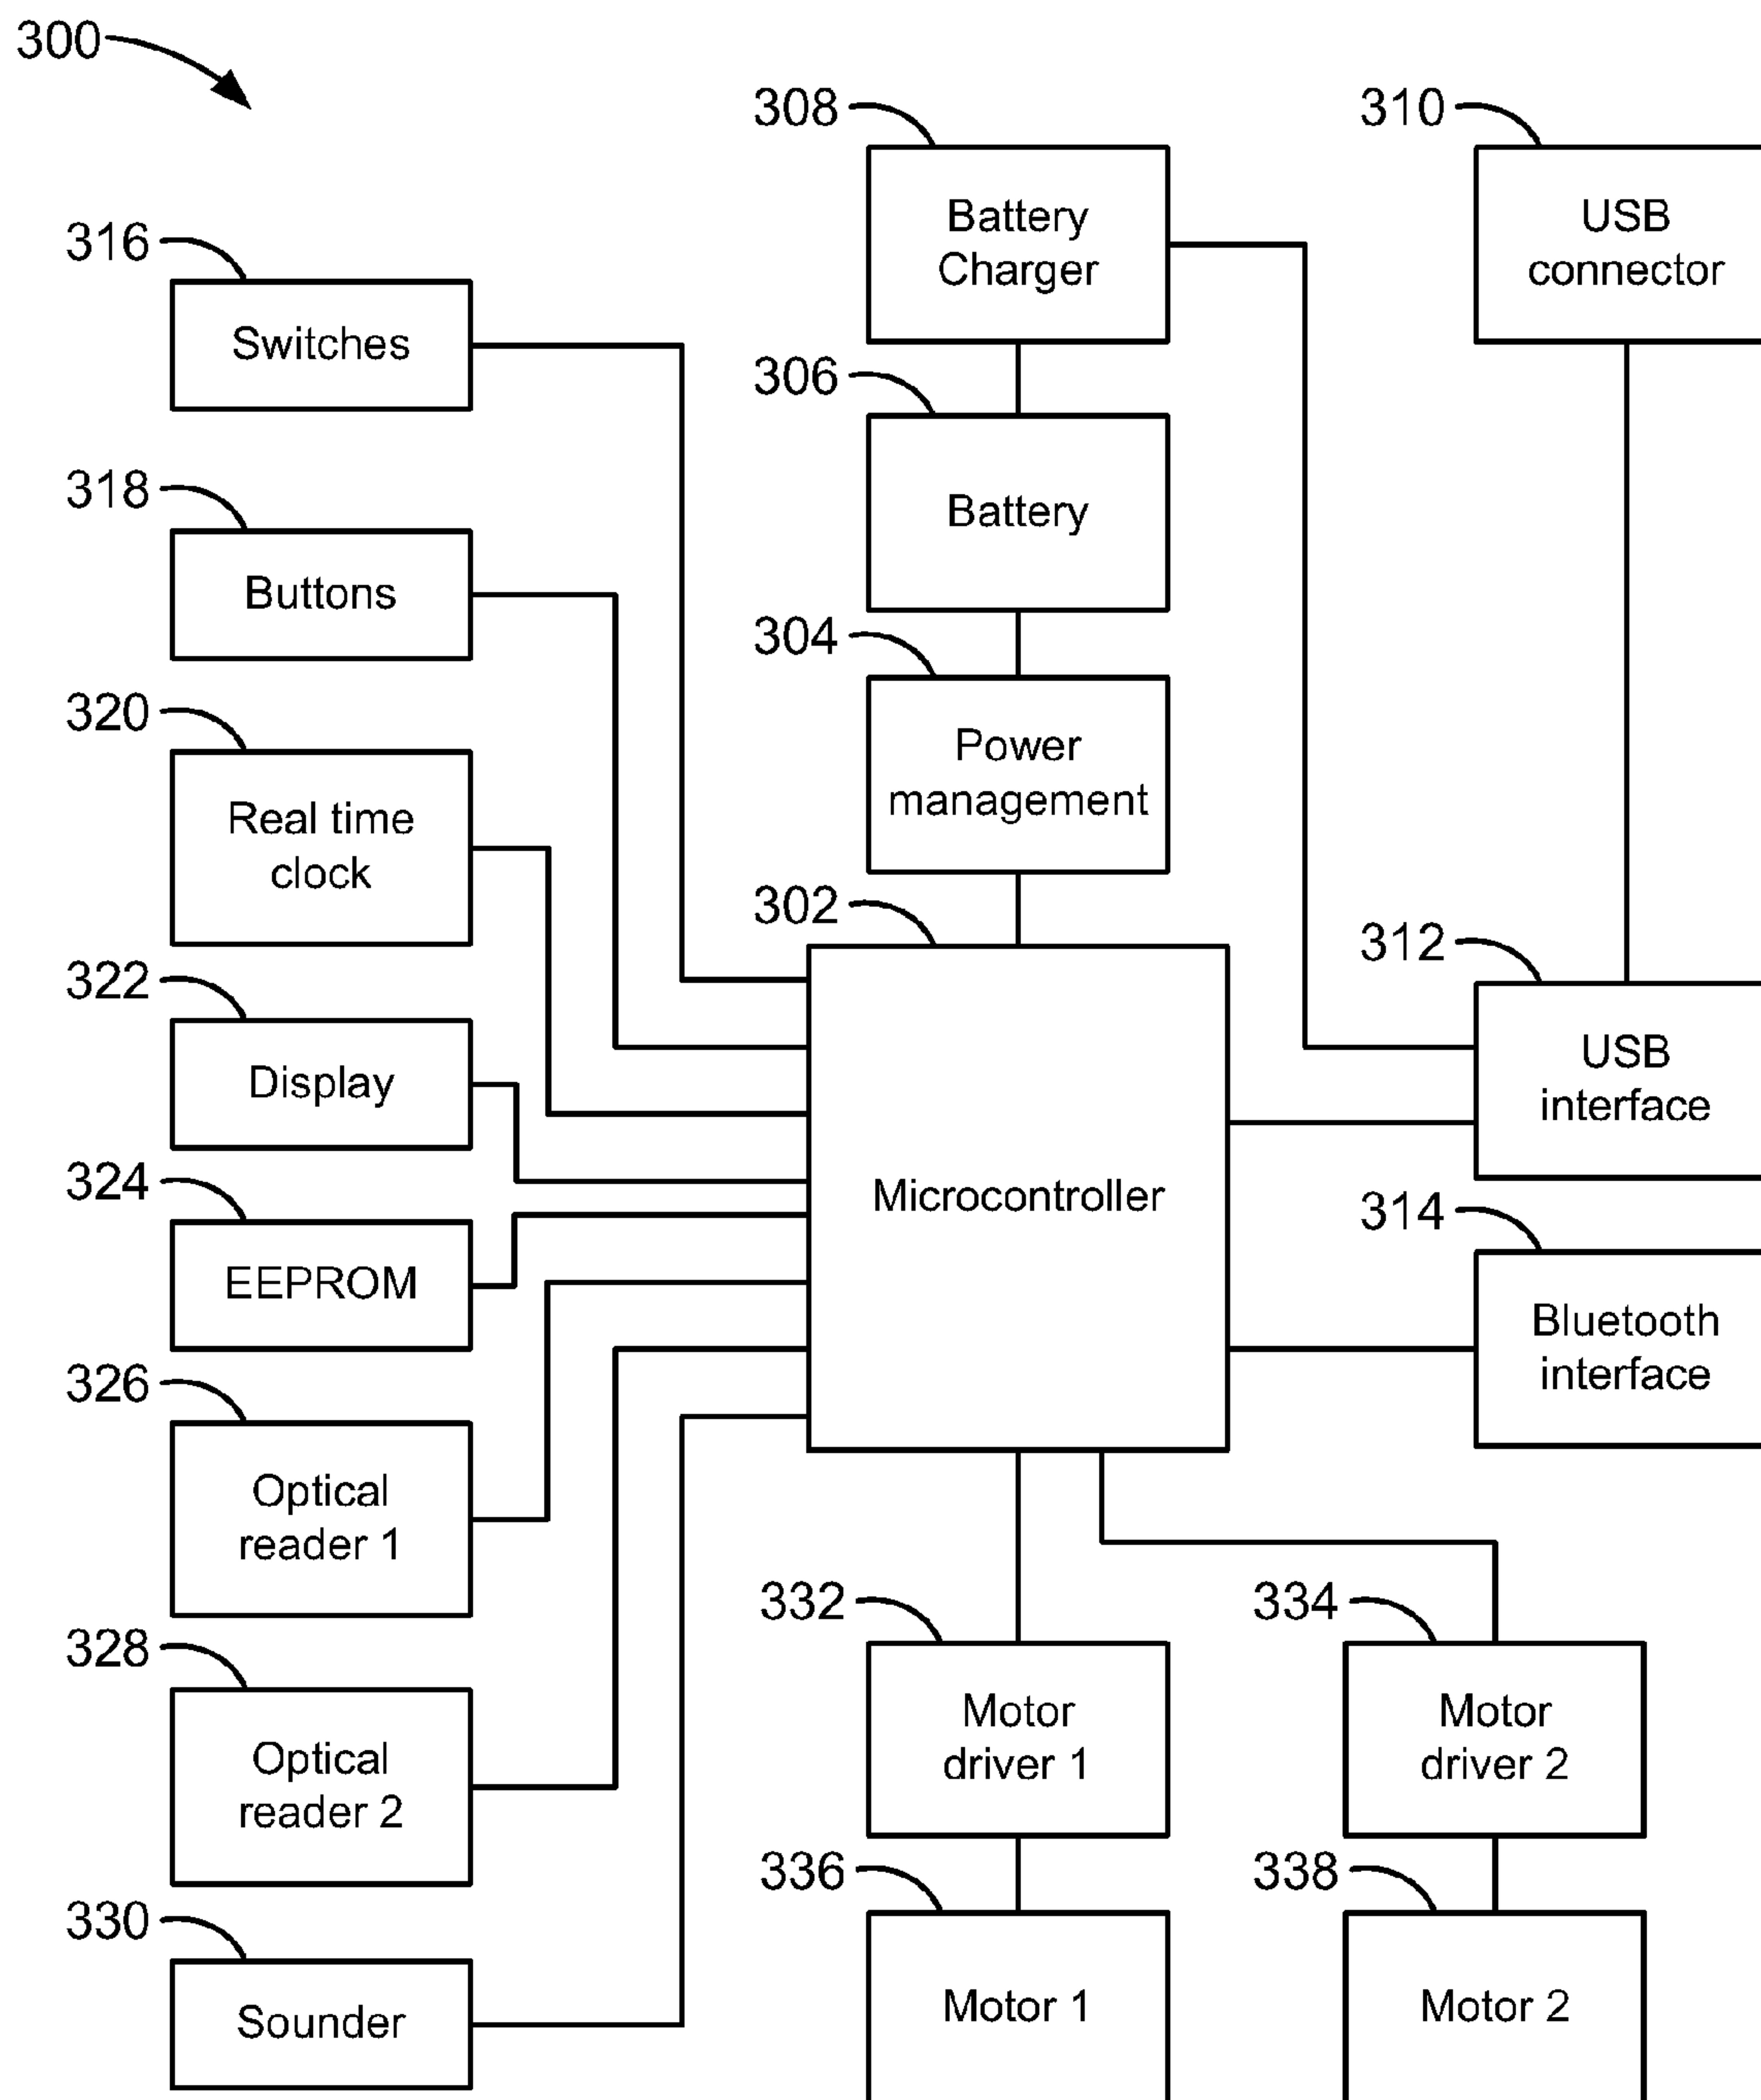 300
308
310
Battery
Charger
USB
connector
316
Switches
306
Battery
318
Buttons
304
Power
management
320
Real time
clock
302
Microcontroller
312
USB
interface
322
Display
324
EEPROM
314
Bluetooth
interface
326
Optical
reader 1
328
Optical
reader 2
332
Motor
driver 1
334
Motor
driver 2
330
Sounder
336
Motor 1
338
Motor 2